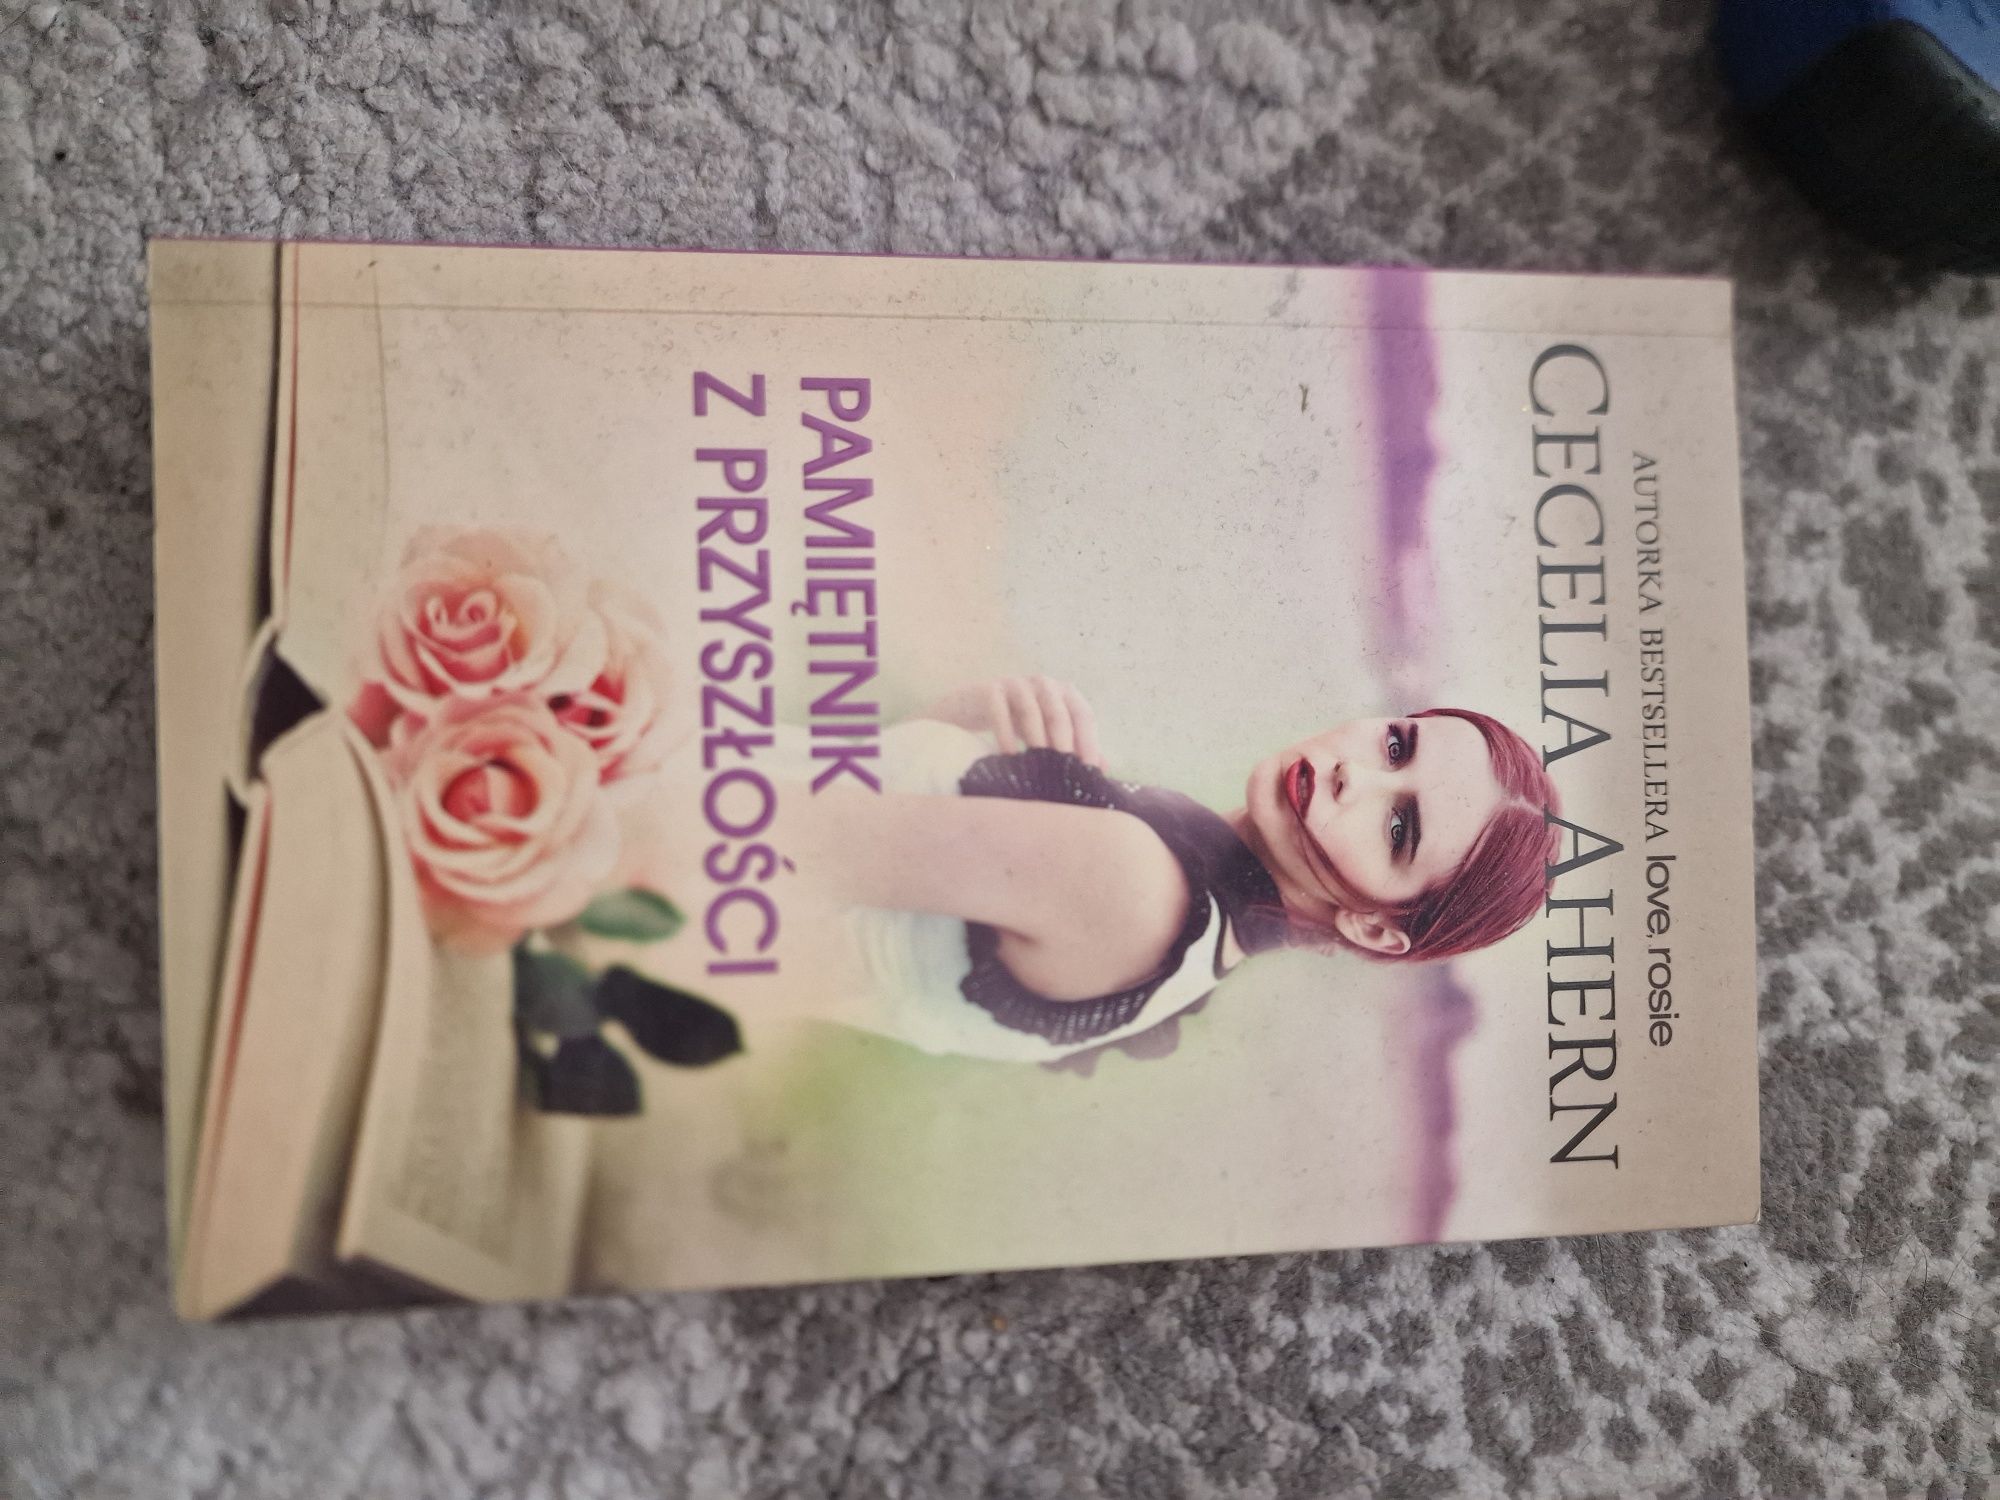 AUTORKA BESTSELLERA love, rosie
CECELIA AHERN
PAMIĘTNIK
Z PRZYSZŁOŚCI